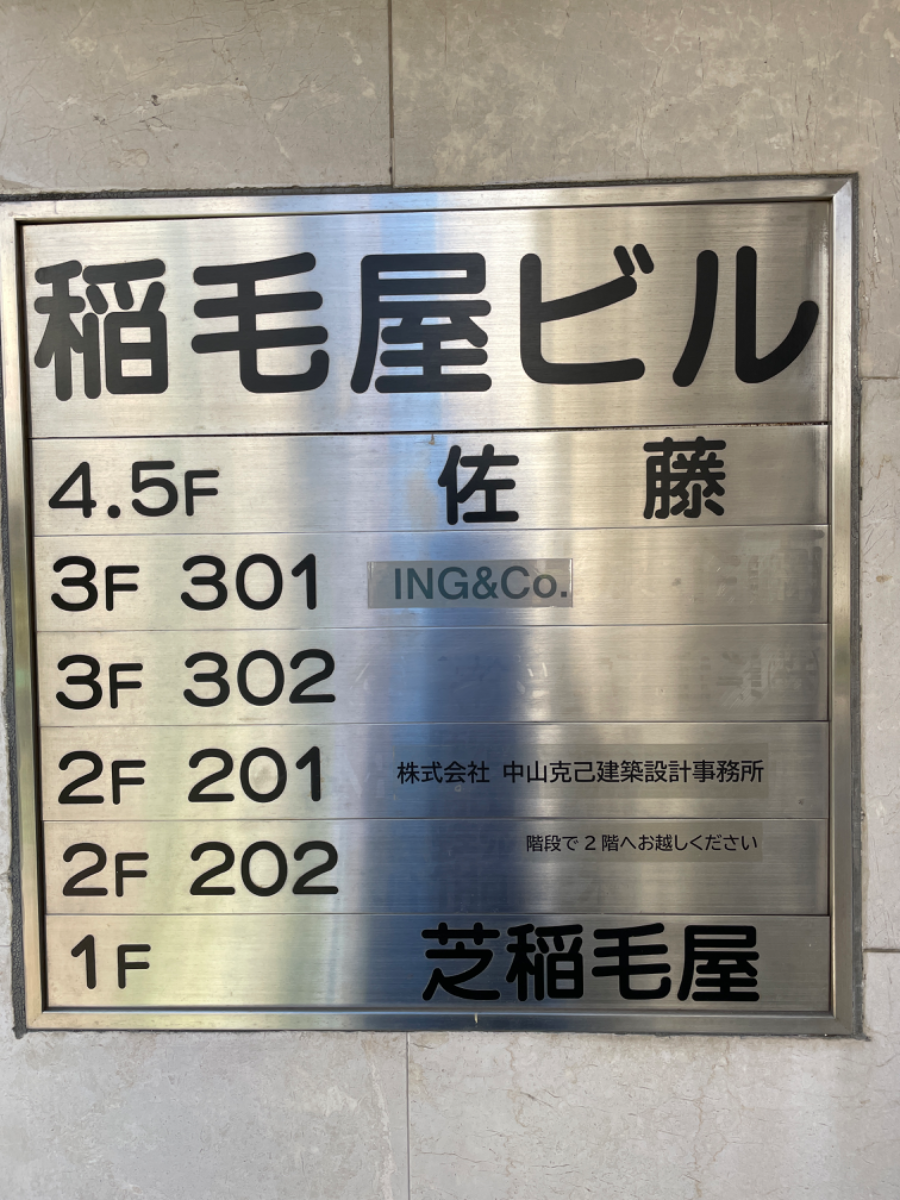 稲毛屋ビル
4.5F 佐藤
3F 301 ING&Co.
3F 302
2F 201 株式会社 中山克己建築設計事務所
2F 202 階段で2階へお越しください
1F 芝稲毛屋